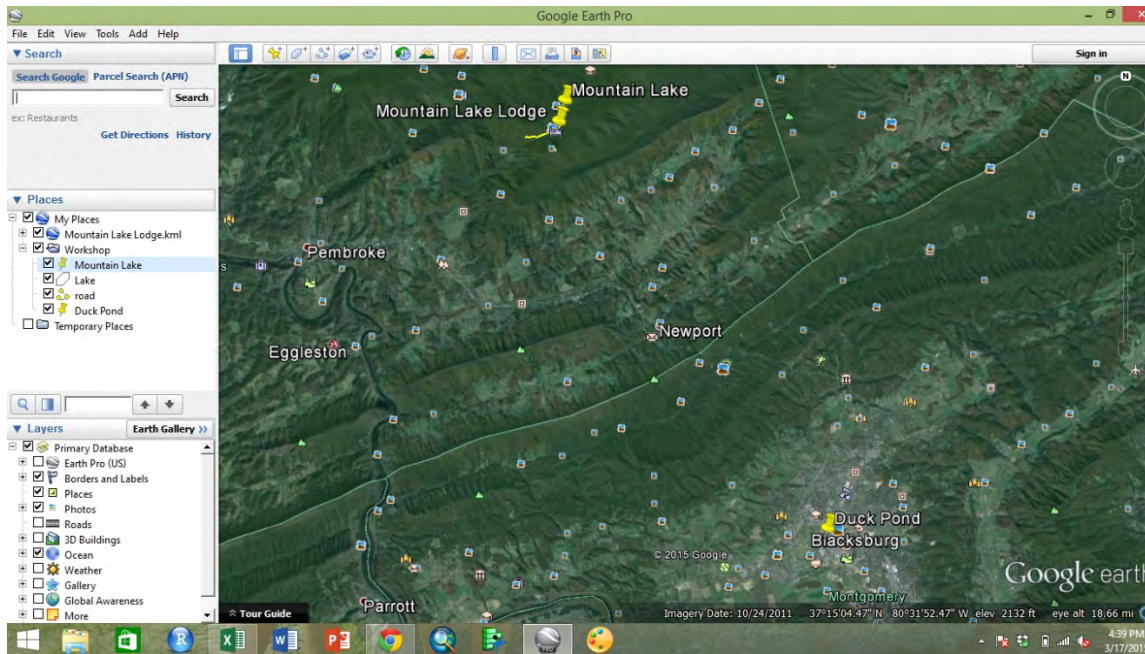 Google Earth Pro
File Edit View Tools Add Help
▼ Search
Search Google Parcel Search (APN)
Search
ex: Restaurants
Get Directions History
▼ Places
My Places
Mountain Lake Lodge.kml
Workshop
Mountain Lake
Lake
road
Duck Pond
Temporary Places
▼ Layers
Earth Gallery >>
Primary Database
Earth Pro (US)
Borders and Labels
Places
Photos
Roads
3D Buildings
Ocean
Weather
Gallery
Global Awareness
More
Sign in
N
Mountain Lake
Mountain Lake Lodge
Pembroke
S
Newport
Eggleston
Duck Pond
Blacksburg
© 2015 Google
Google earth
Montgomery
Parrott
Tour Guide
Imagery Date: 10/24/2011 37°15'04.47" N 80°31'52.47" W elev 2132 ft eye alt 18.66 mi
PRO
4:39 PM
3/17/201